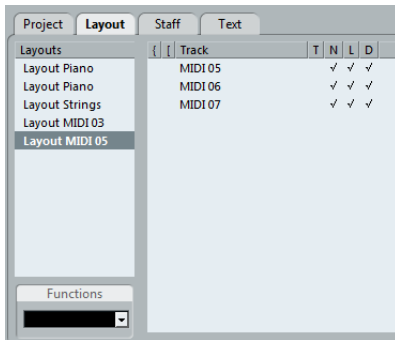 Project Layout Staff Text
Layouts { [ Track T N L D
Layout Piano MIDI 05 √ √ √
Layout Piano MIDI 06 √ √ √
Layout Strings MIDI 07 √ √ √
Layout MIDI 03
Layout MIDI 05
Functions